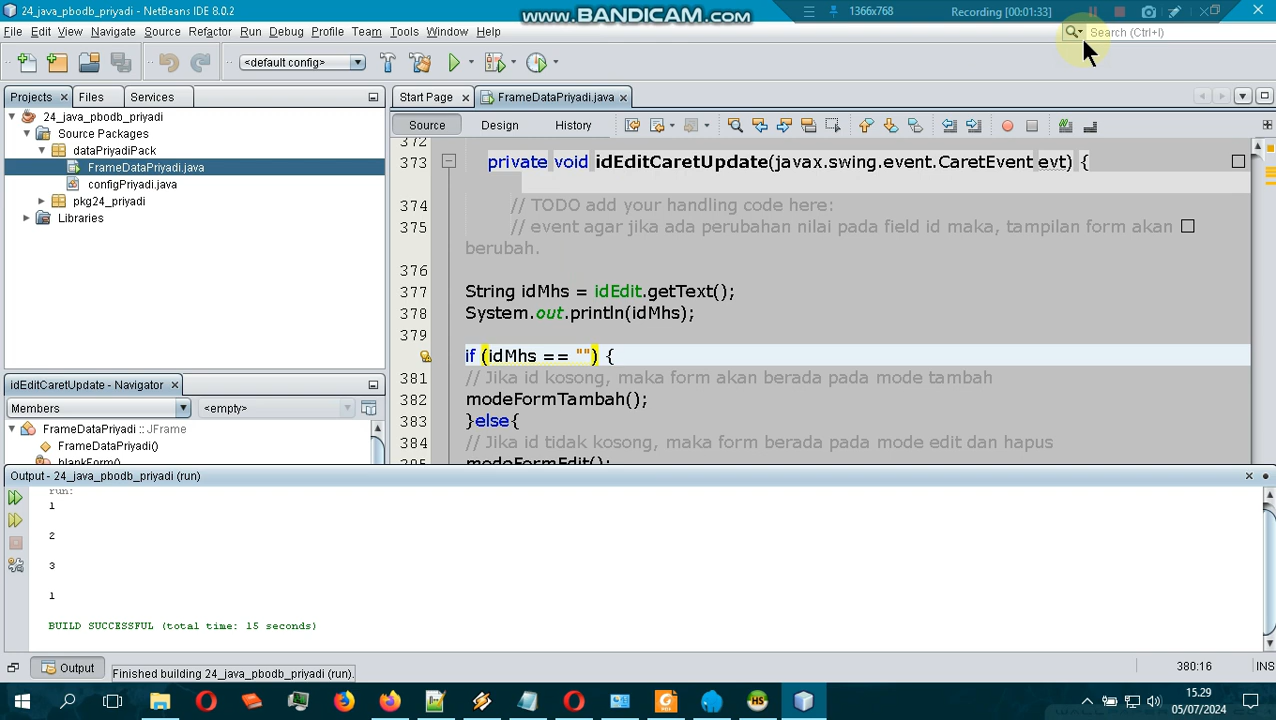 24_java_pbodb_priyadi - NetBeans IDE 8.0.2
www.BANDICAM.com
1366x768
Recording [00:01:33]
File Edit View Navigate Source Refactor Run Debug Profile Team Tools Window Help
Search (Ctrl+I)
<default config>
Projects Files Services
Start Page FrameDataPriyadi.java
24_java_pbodb_priyadi
Source Packages
dataPriyadiPack
FrameDataPriyadi.java
configPriyadi.java
pkg24_priyadi
Libraries
Source Design History
372
373 private void idEditCaretUpdate(javax.swing.event.CaretEvent evt) {
374 // TODO add your handling code here:
375 // event agar jika ada perubahan nilai pada field id maka, tampilan form akan
berubah.
376
377 String idMhs = idEdit.getText();
378 System.out.println(idMhs);
379
if (idMhs == "") {
381 // Jika id kosong, maka form akan berada pada mode tambah
382 modeFormTambah();
383 }else{
384 // Jika id tidak kosong, maka form berada pada mode edit dan hapus
modeFormEdit();
idEditCaretUpdate - Navigator
Members <empty>
FrameDataPriyadi :: JFrame
FrameDataPriyadi()
blankForm()
Output - 24_java_pbodb_priyadi (run)
run:
1
2
3
1
BUILD SUCCESSFUL (total time: 15 seconds)
Output
Finished building 24_java_pbodb_priyadi (run).
380:16
INS
15.29
05/07/2024